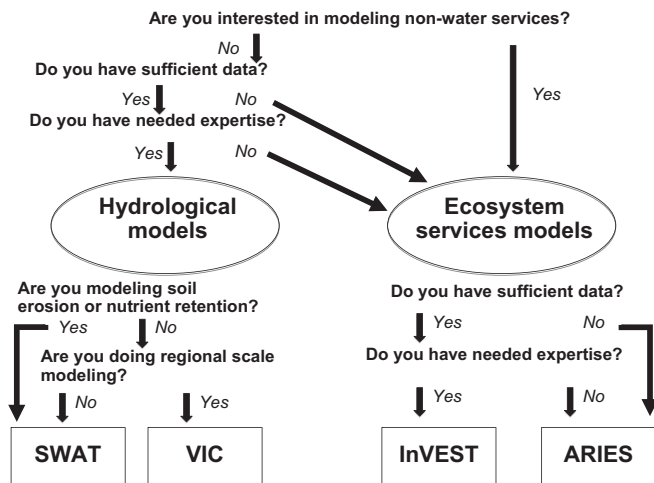 Are you interested in modeling non-water services?
No
Do you have sufficient data?
Yes
No
Yes
Do you have needed expertise?
Yes
No
Hydrological
models
Ecosystem
services models
Are you modeling soil
erosion or nutrient retention?
Yes
No
Are you doing regional scale
modeling?
No
Yes
Do you have sufficient data?
Yes
No
Do you have needed expertise?
Yes
No
SWAT
VIC
InVEST
ARIES